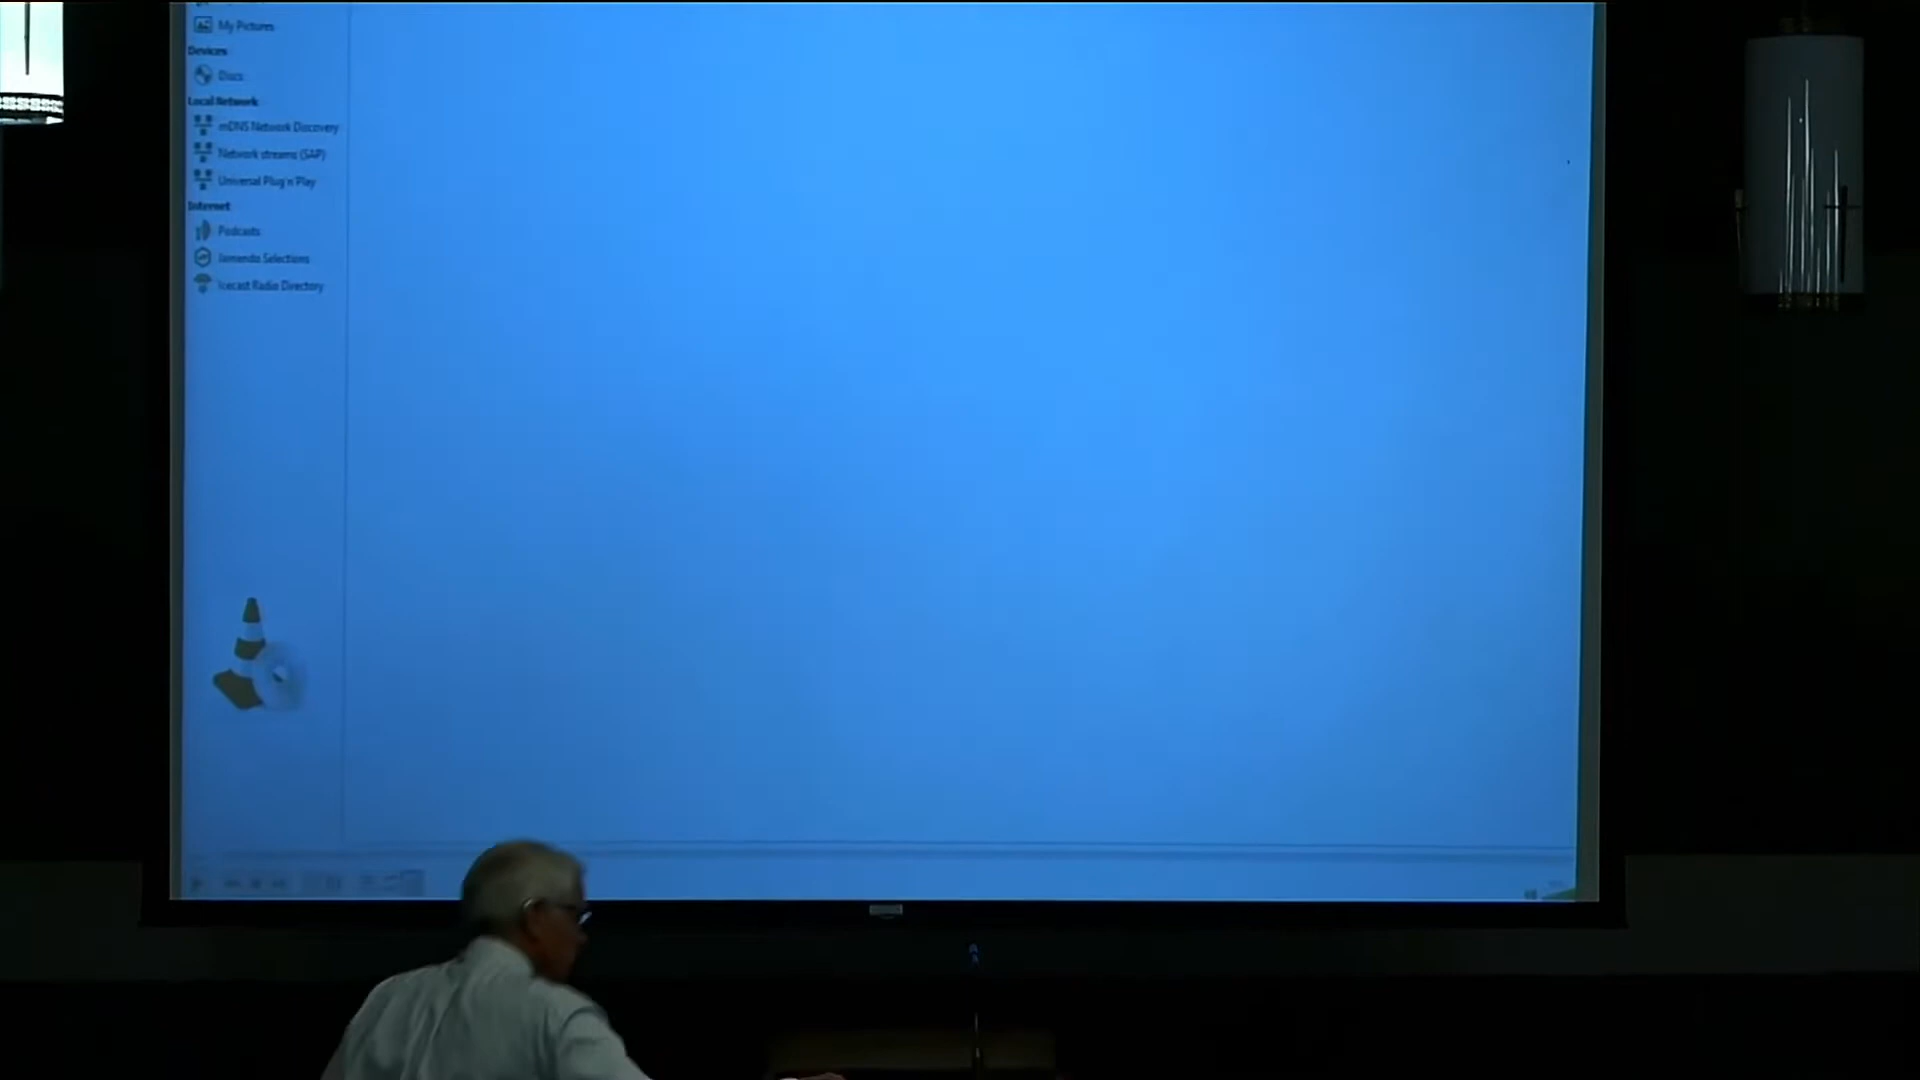 My Pictures
Devices
Discs
Local Network
mDNS Network Discovery
Network streams (SAP)
Universal Plug'n'Play
Internet
Podcasts
Jamendo Selections
Icecast Radio Directory